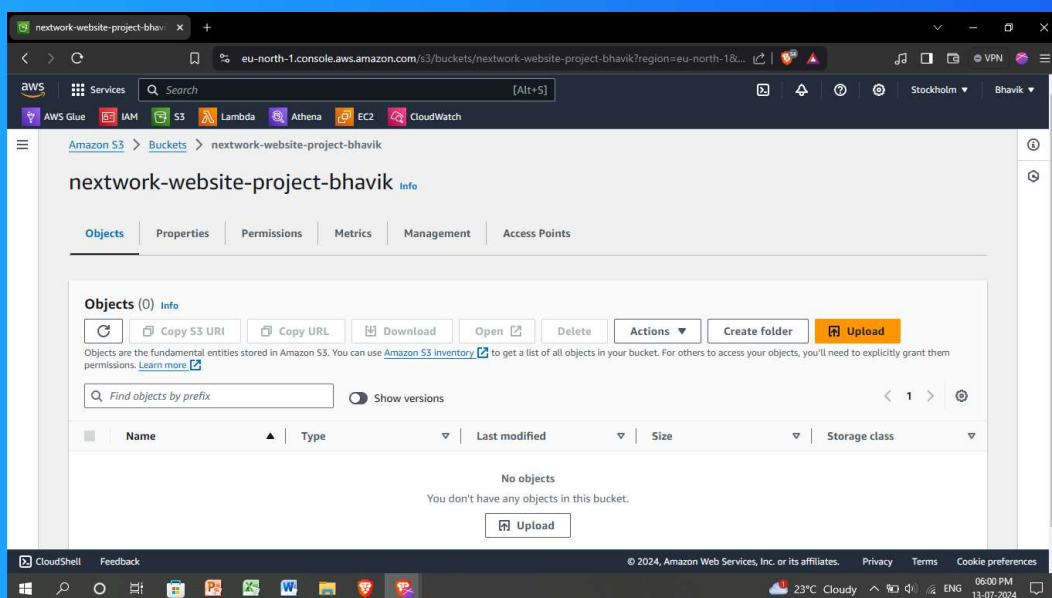 nextwork-website-project-bhav
eu-north-1.console.aws.amazon.com/s3/buckets/nextwork-website-project-bhavik?region=eu-north-1&...
VPN
aws
Services
Search
[Alt+S]
Stockholm
Bhavik
AWS Glue
IAM
S3
Lambda
Athena
EC2
CloudWatch
Amazon S3 > Buckets > nextwork-website-project-bhavik
nextwork-website-project-bhavik Info
Objects
Properties
Permissions
Metrics
Management
Access Points
Objects (0) Info
Copy S3 URI
Copy URL
Download
Open
Delete
Actions
Create folder
Upload
Objects are the fundamental entities stored in Amazon S3. You can use Amazon S3 inventory to get a list of all objects in your bucket. For others to access your objects, you'll need to explicitly grant them
permissions. Learn more
Find objects by prefix
Show versions
1
Name
Type
Last modified
Size
Storage class
No objects
You don't have any objects in this bucket.
Upload
CloudShell
Feedback
© 2024, Amazon Web Services, Inc. or its affiliates.
Privacy
Terms
Cookie preferences
23°C Cloudy
ENG
06:00 PM
13-07-2024